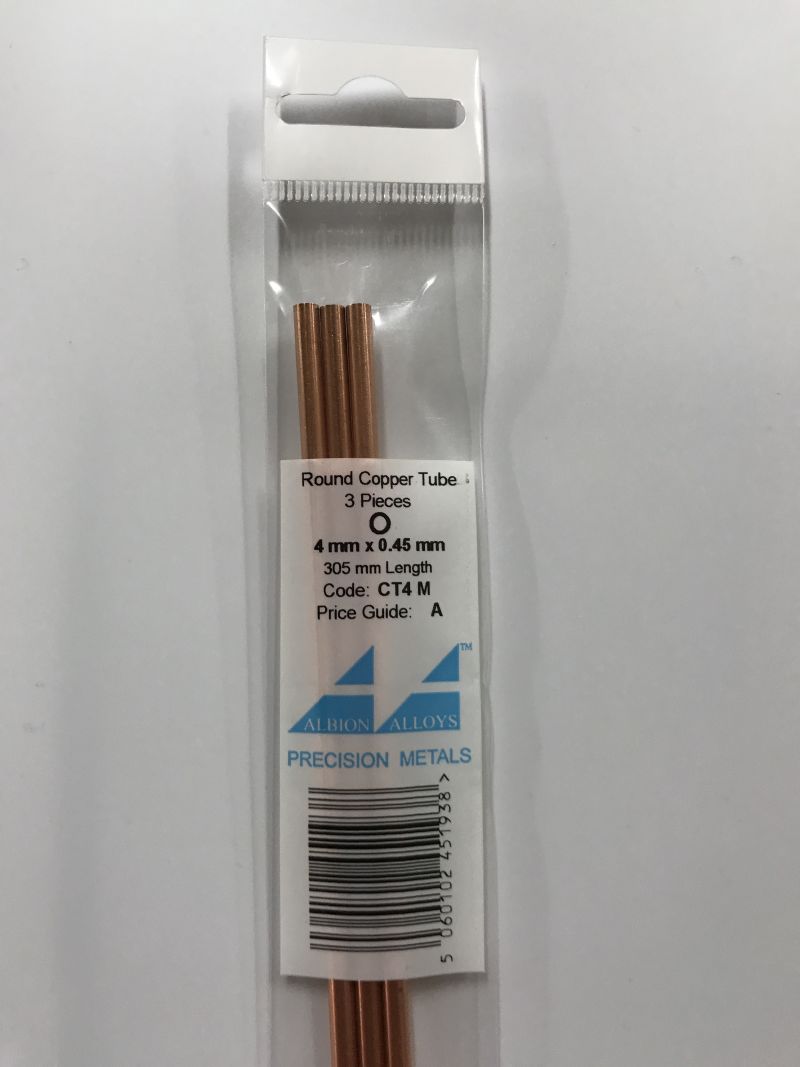 Round Copper Tube
3 Pieces
4 mm x 0.45 mm
305 mm Length
Code: CT4 M
Price Guide: A
TM
ALBION ALLOYS
PRECISION METALS
5 060102 451938 >